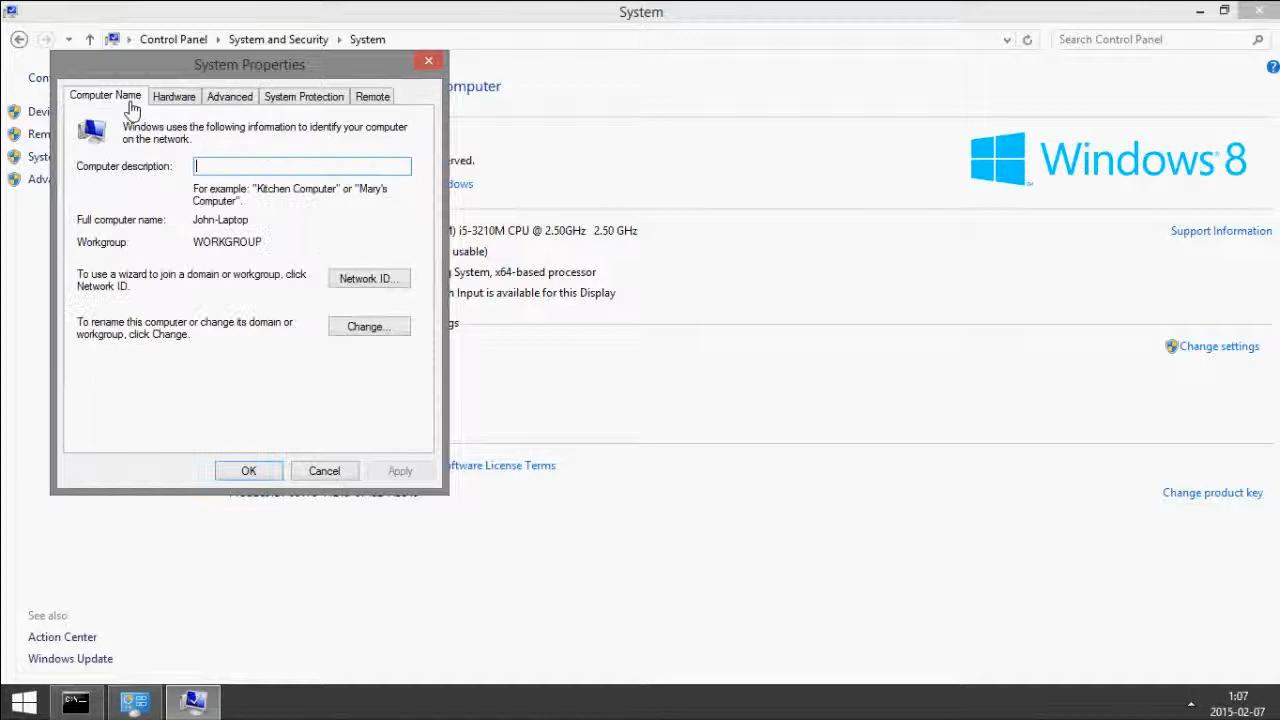 System
Control Panel
System and Security
System
Search Control Panel
System Properties
Computer Name
Hardware
Advanced
System Protection
Remote
Windows uses the following information to identify your computer
on the network.
Computer description:
For example: "Kitchen Computer" or "Mary's
Computer".
Full computer name:
John-Laptop
Workgroup:
WORKGROUP
To use a wizard to join a domain or workgroup, click
Network ID.
Network ID...
To rename this computer or change its domain or
workgroup, click Change.
Change...
OK
Cancel
Apply
Con
Devi
Rem
Syst
Adva
omputer
erved.
dows
Windows 8
M) i5-3210M CPU @ 2.50GHz 2.50 GHz
usable)
g System, x64-based processor
n Input is available for this Display
gs
Support Information
Change settings
oftware License Terms
Change product key
See also
Action Center
Windows Update
1:07
2015-02-07